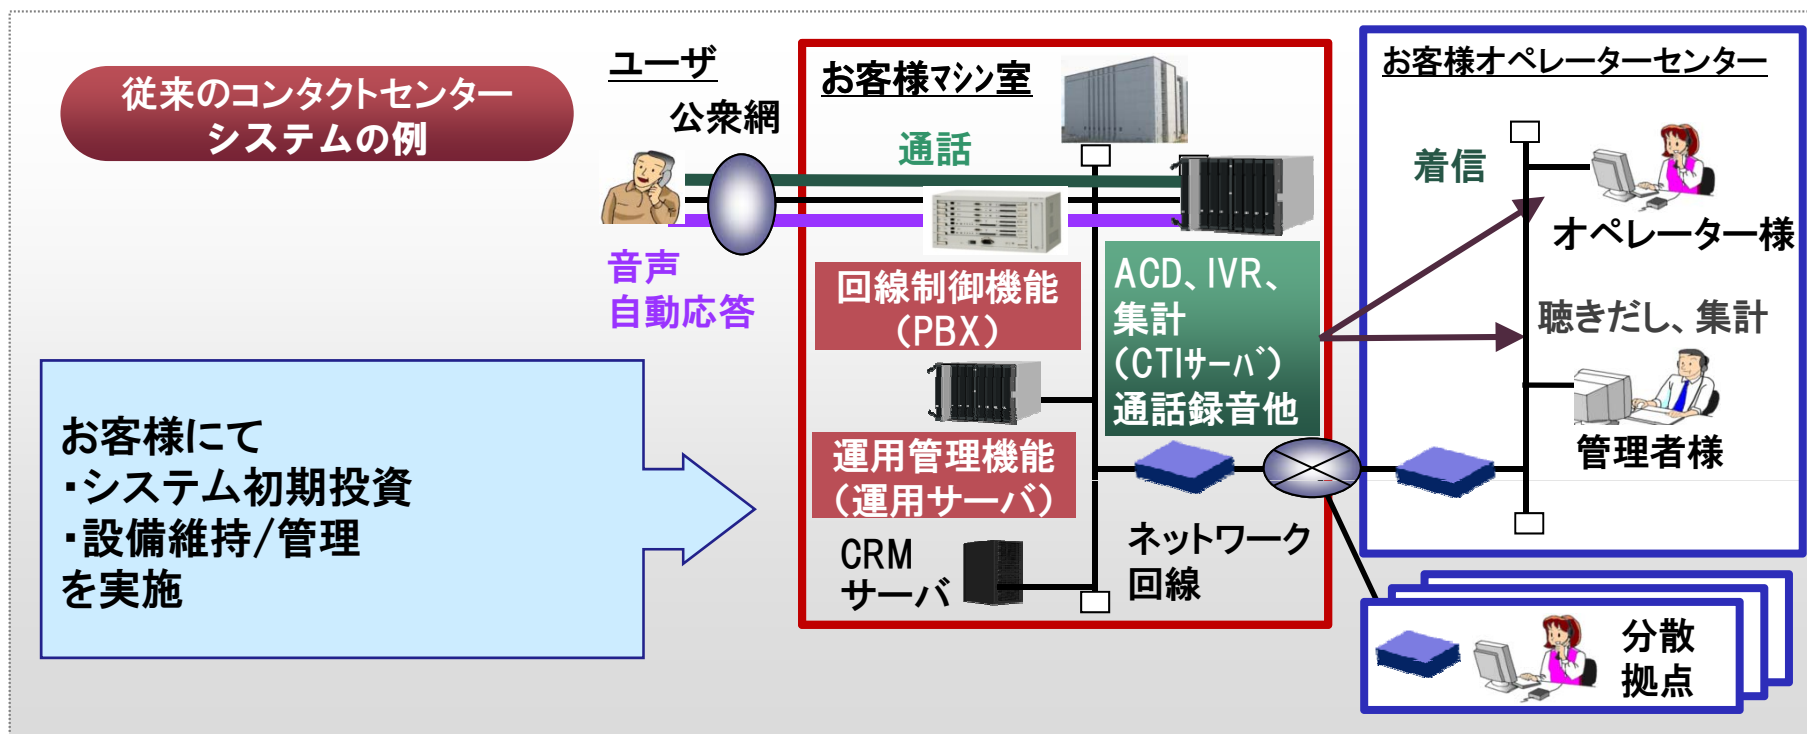 従来のコンタクトセンター
システムの例
ユーザ
公衆網
音声
自動応答
お客様にて
・システム初期投資
・設備維持/管理
を実施
お客様マシン室
通話
回線制御機能
（PBX）
ACD、IVR、
集計
（CTIサーバ）
通話録音他
運用管理機能
（運用サーバ）
CRM
サーバ
ネットワーク
回線
お客様オペレーターセンター
着信
オペレーター様
聴きだし、集計
管理者様
分散
拠点